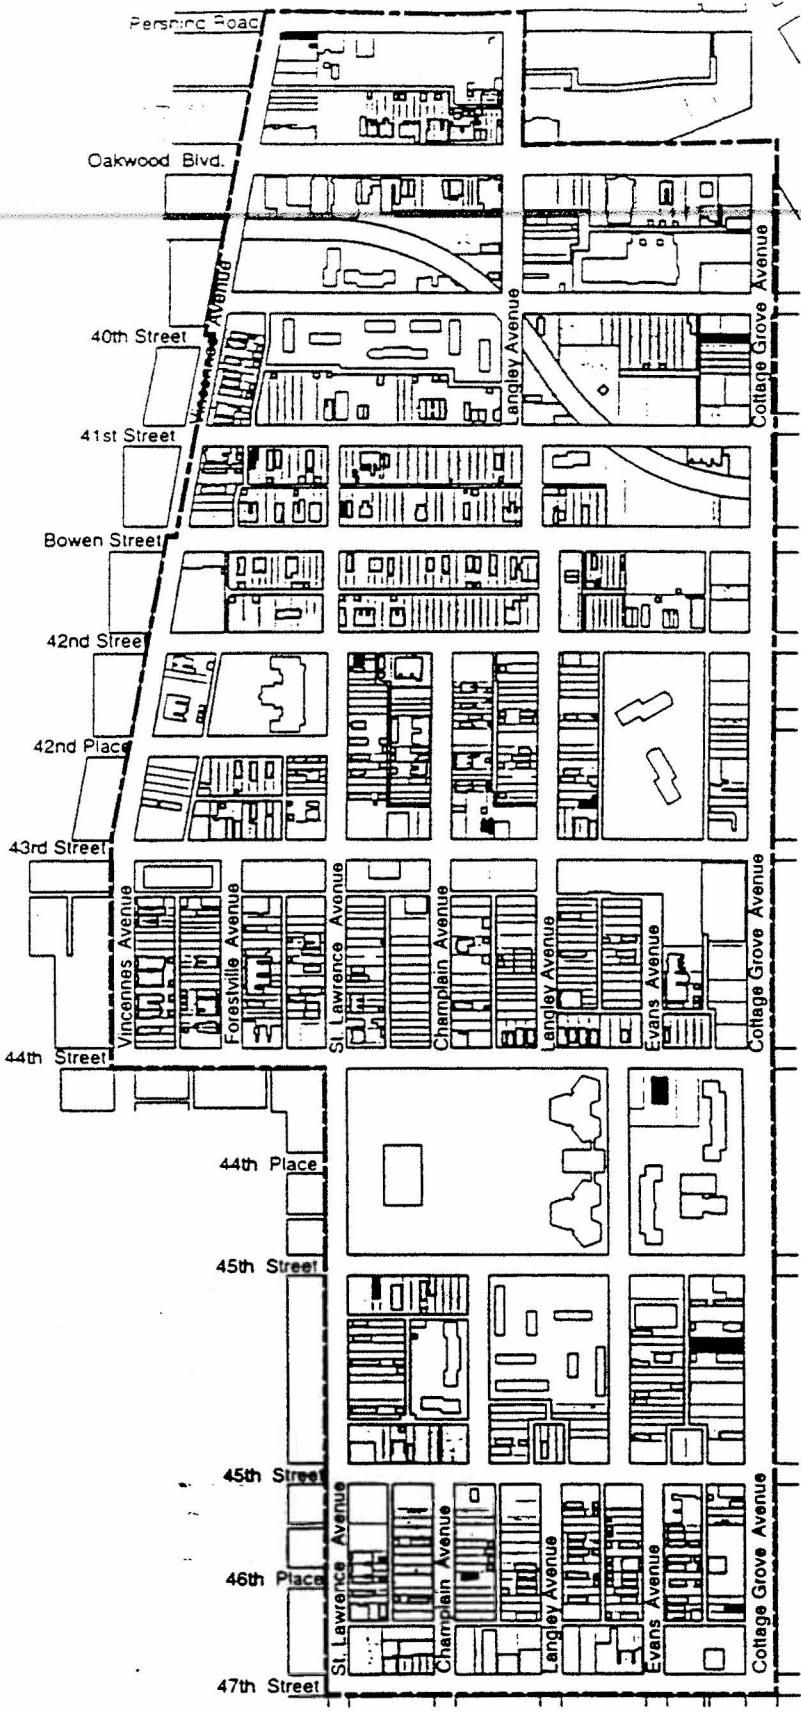 Pershing Road
Oakwood Blvd.
Vincennes Avenue
Langley Avenue
Cottage Grove Avenue
40th Street
41st Street
Bowen Street
42nd Street
42nd Place
43rd Street
Vincennes Avenue
Forestville Avenue
St. Lawrence Avenue
Champlain Avenue
Langley Avenue
Evans Avenue
Cottage Grove Avenue
44th Street
44th Place
45th Street
45th Street
St. Lawrence Avenue
Champlain Avenue
Langley Avenue
Evans Avenue
Cottage Grove Avenue
46th Place
47th Street